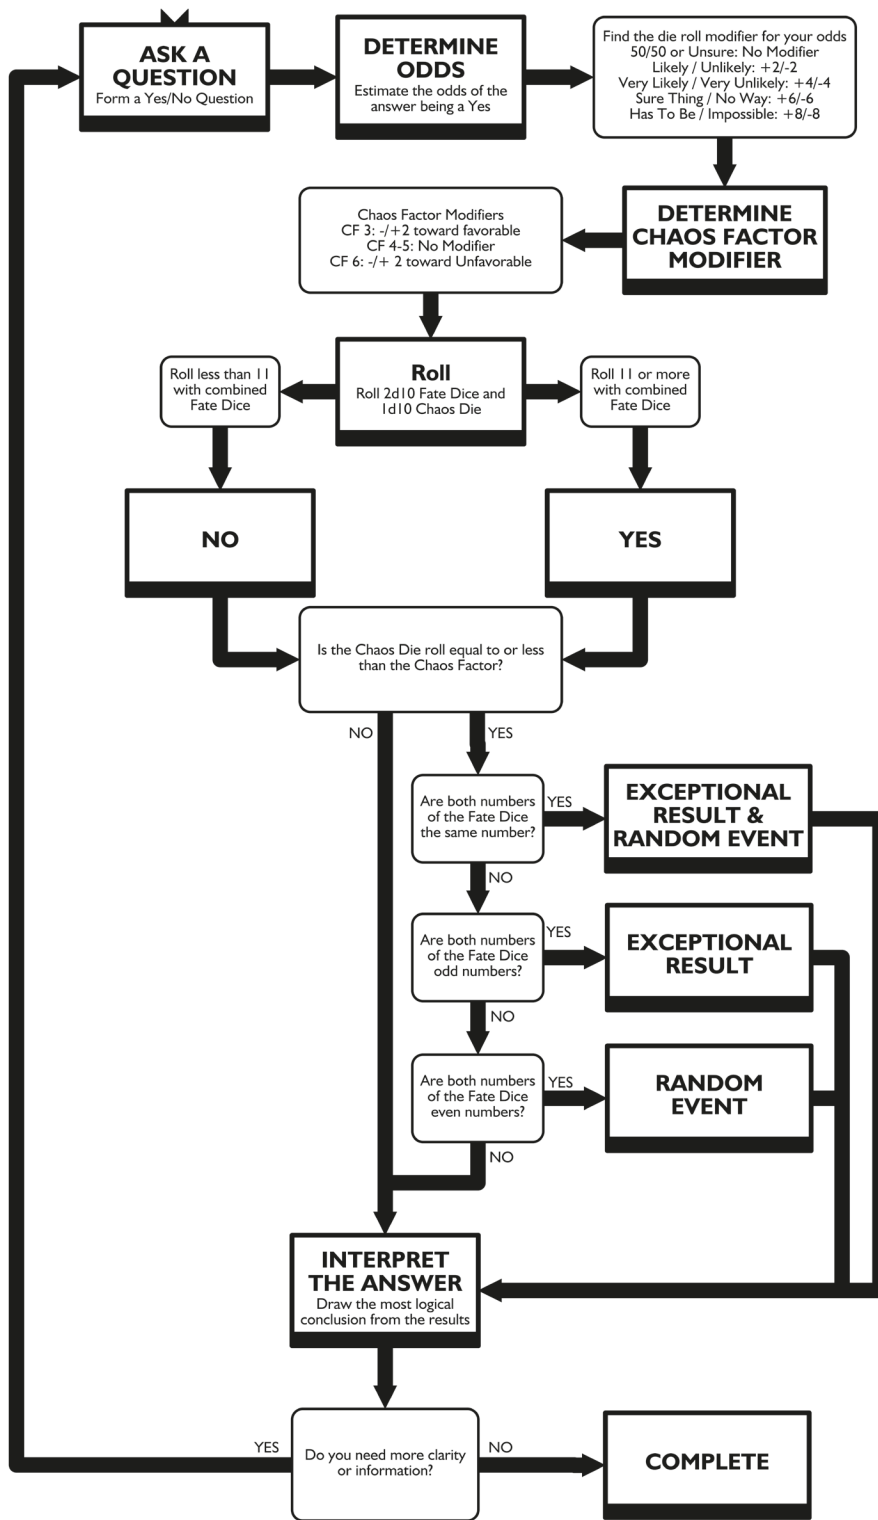 ASK A
QUESTION
Form a Yes/No Question
DETERMINE
ODDS
Estimate the odds of the
answer being a Yes
Find the die roll modifier for your odds
50/50 or Unsure: No Modifier
Likely / Unlikely: +2/-2
Very Likely / Very Unlikely: +4/-4
Sure Thing / No Way: +6/-6
Has To Be / Impossible: +8/-8
DETERMINE
CHAOS FACTOR
MODIFIER
Chaos Factor Modifiers
CF 3: -/+2 toward favorable
CF 4-5: No Modifier
CF 6: -/+ 2 toward Unfavorable
Roll
Roll 2d10 Fate Dice and
1d10 Chaos Die
Roll less than 11
with combined
Fate Dice
Roll 11 or more
with combined
Fate Dice
NO
YES
Is the Chaos Die roll equal to or less
than the Chaos Factor?
NO
YES
Are both numbers
of the Fate Dice
the same number?
YES
EXCEPTIONAL
RESULT &
RANDOM EVENT
NO
Are both numbers
of the Fate Dice
odd numbers?
YES
EXCEPTIONAL
RESULT
NO
Are both numbers
of the Fate Dice
even numbers?
YES
RANDOM
EVENT
NO
INTERPRET
THE ANSWER
Draw the most logical
conclusion from the results
YES
Do you need more clarity
or information?
NO
COMPLETE